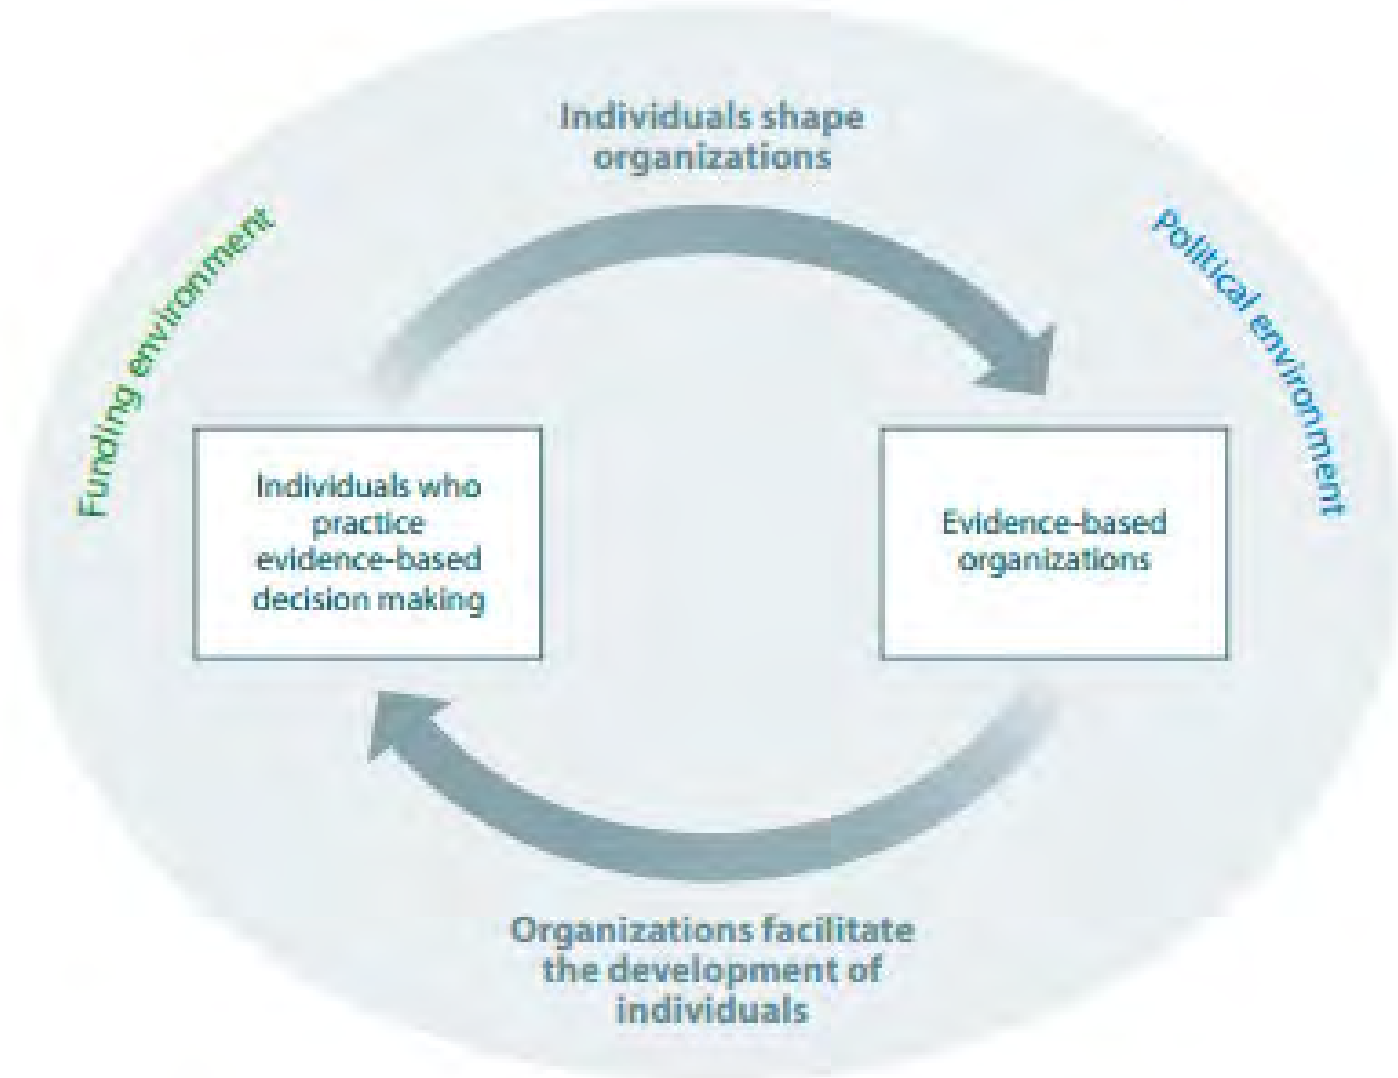 Individuals shape
organizations
Funding environment
Political environment
Individuals who
practice
evidence-based
decision making
Evidence-based
organizations
Organizations facilitate
the development of
individuals